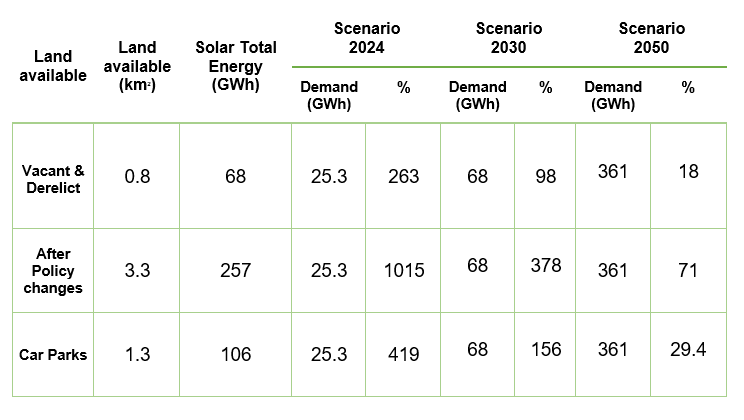 Land available
Land available (km²)
Solar Total Energy (GWh)
Scenario 2024
Scenario 2030
Scenario 2050
Demand (GWh)
%
Demand (GWh)
%
Demand (GWh)
%
Vacant & Derelict
0.8
68
25.3
263
68
98
361
18
After Policy changes
3.3
257
25.3
1015
68
378
361
71
Car Parks
1.3
106
25.3
419
68
156
361
29.4